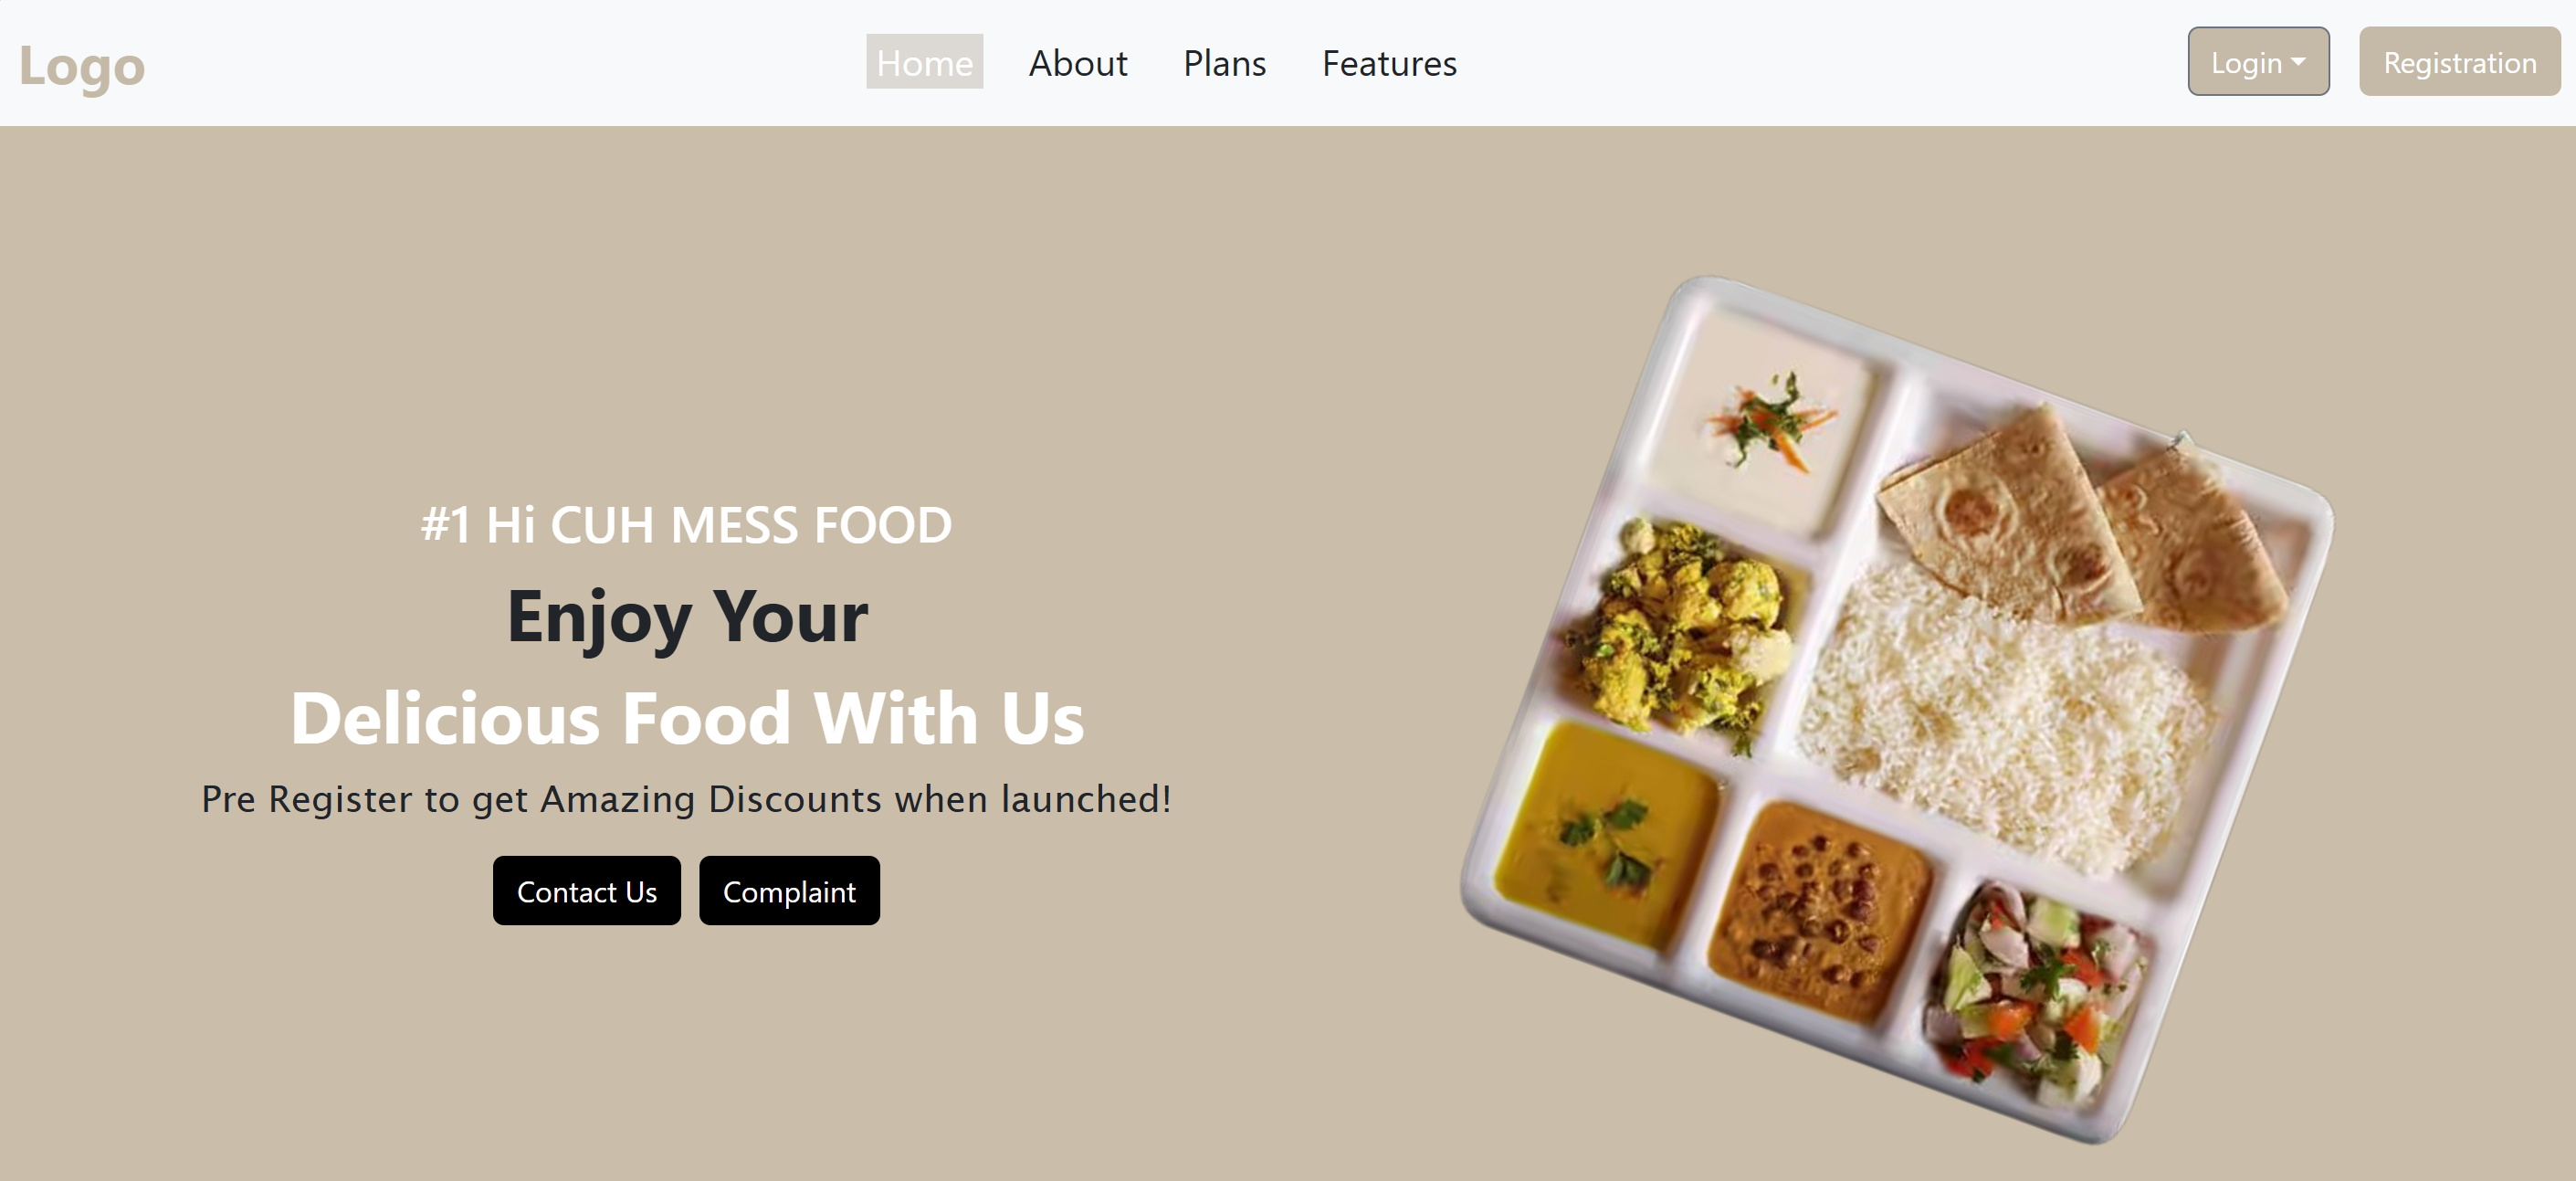 Logo
Home About Plans Features
Login Registration
#1 Hi CUH MESS FOOD
Enjoy Your
Delicious Food With Us
Pre Register to get Amazing Discounts when launched!
Contact Us Complaint